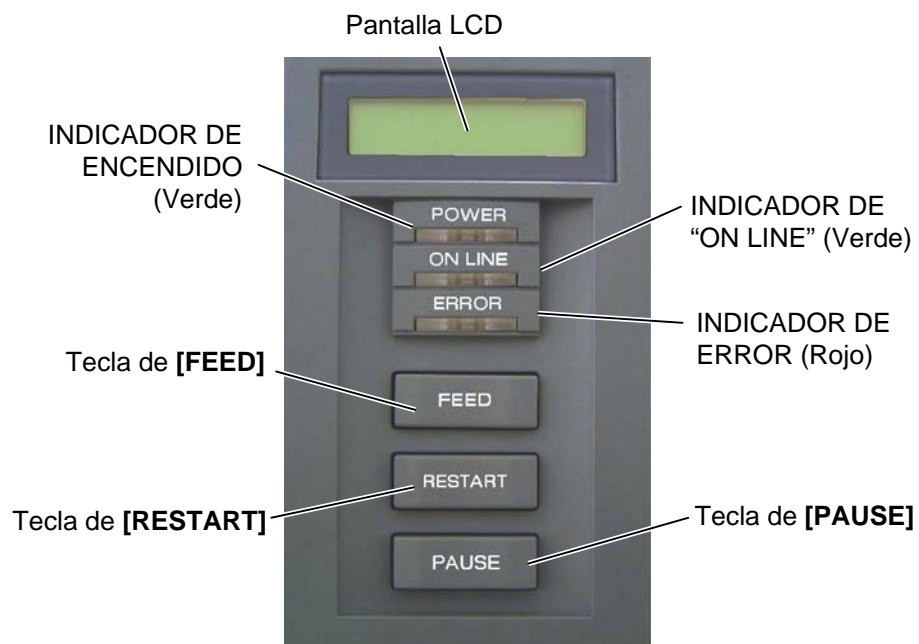 Pantalla LCD
INDICADOR DE
ENCENDIDO
(Verde)
POWER
ON LINE
ERROR
INDICADOR DE
“ON LINE” (Verde)
INDICADOR DE
ERROR (Rojo)
Tecla de [FEED]
FEED
RESTART
Tecla de [RESTART]
PAUSE
Tecla de [PAUSE]